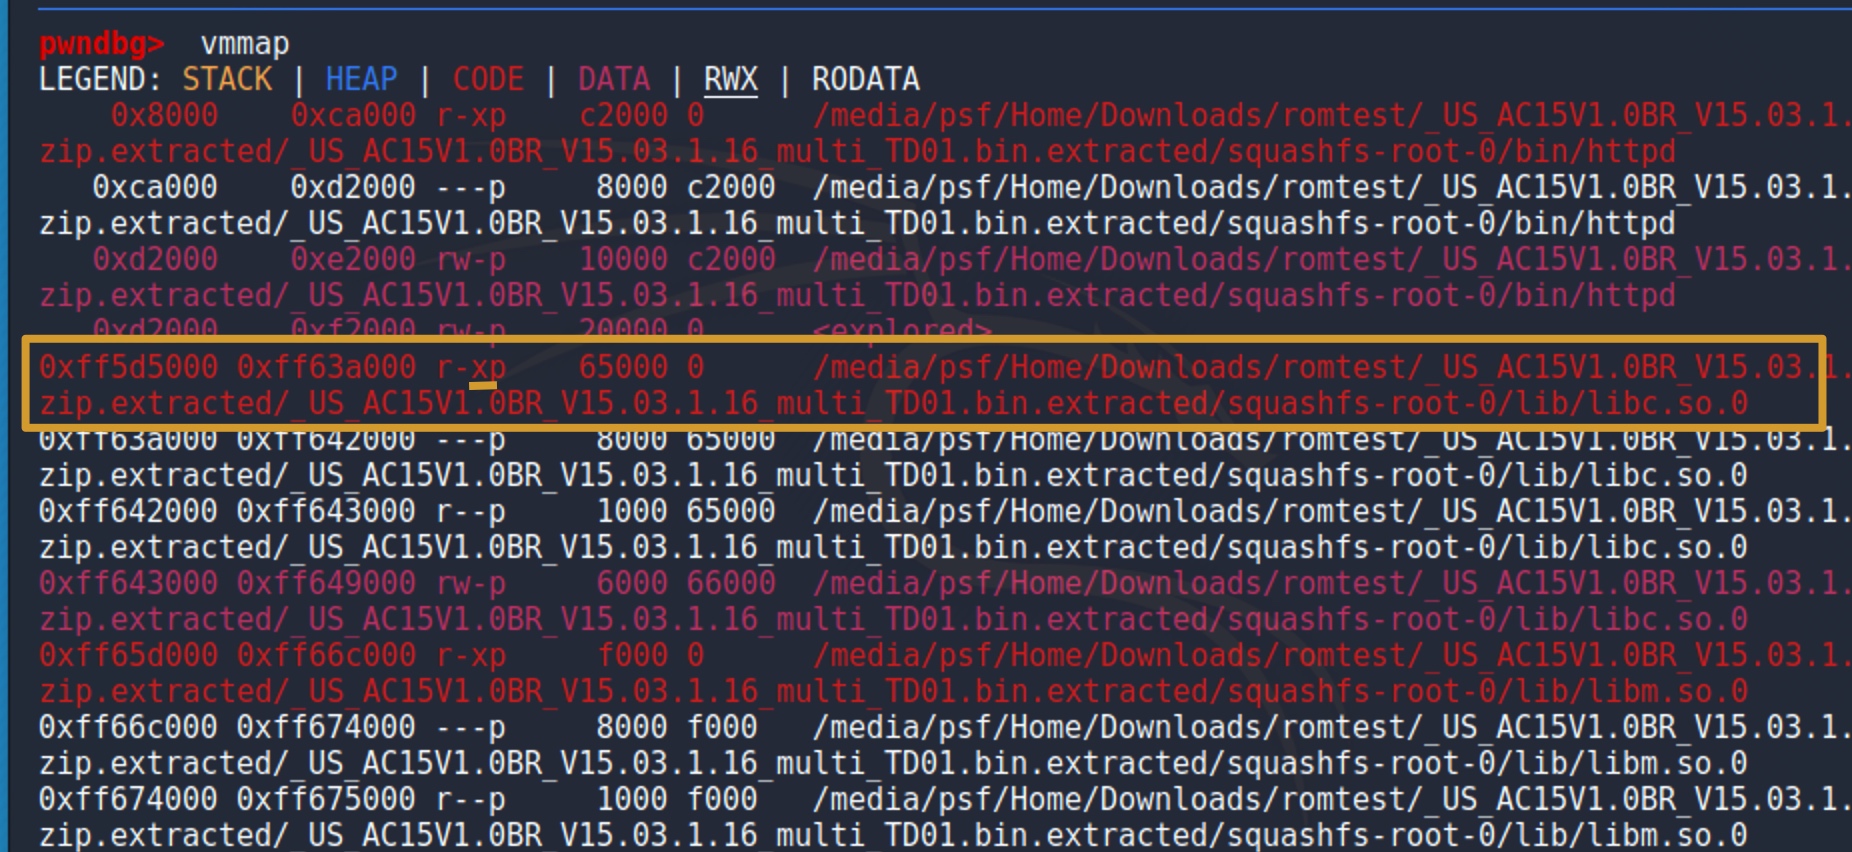 pwndbg> vmmap
LEGEND: STACK | HEAP | CODE | DATA | RWX | RODATA
0x8000 0xca000 r-xp c2000 0 /media/psf/Home/Downloads/romtest/_US_AC15V1.0BR_V15.03.1.
zip.extracted/_US_AC15V1.0BR_V15.03.1.16_multi_TD01.bin.extracted/squashfs-root-0/bin/httpd
0xca000 0xd2000 ---p 8000 c2000 /media/psf/Home/Downloads/romtest/_US_AC15V1.0BR_V15.03.1.
zip.extracted/_US_AC15V1.0BR_V15.03.1.16_multi_TD01.bin.extracted/squashfs-root-0/bin/httpd
0xd2000 0xe2000 rw-p 10000 c2000 /media/psf/Home/Downloads/romtest/_US_AC15V1.0BR_V15.03.1.
zip.extracted/_US_AC15V1.0BR_V15.03.1.16_multi_TD01.bin.extracted/squashfs-root-0/bin/httpd
0xd2000 0xf2000 rw-p 20000 0 <explored>
0xff5d5000 0xff63a000 r-xp 65000 0 /media/psf/Home/Downloads/romtest/_US_AC15V1.0BR_V15.03.1.
zip.extracted/_US_AC15V1.0BR_V15.03.1.16_multi_TD01.bin.extracted/squashfs-root-0/lib/libc.so.0
0xff63a000 0xff642000 ---p 8000 65000 /media/psf/Home/Downloads/romtest/_US_AC15V1.0BR_V15.03.1.
zip.extracted/_US_AC15V1.0BR_V15.03.1.16_multi_TD01.bin.extracted/squashfs-root-0/lib/libc.so.0
0xff642000 0xff643000 r--p 1000 65000 /media/psf/Home/Downloads/romtest/_US_AC15V1.0BR_V15.03.1.
zip.extracted/_US_AC15V1.0BR_V15.03.1.16_multi_TD01.bin.extracted/squashfs-root-0/lib/libc.so.0
0xff643000 0xff649000 rw-p 6000 66000 /media/psf/Home/Downloads/romtest/_US_AC15V1.0BR_V15.03.1.
zip.extracted/_US_AC15V1.0BR_V15.03.1.16_multi_TD01.bin.extracted/squashfs-root-0/lib/libc.so.0
0xff65d000 0xff66c000 r-xp f000 0 /media/psf/Home/Downloads/romtest/_US_AC15V1.0BR_V15.03.1.
zip.extracted/_US_AC15V1.0BR_V15.03.1.16_multi_TD01.bin.extracted/squashfs-root-0/lib/libm.so.0
0xff66c000 0xff674000 ---p 8000 f000 /media/psf/Home/Downloads/romtest/_US_AC15V1.0BR_V15.03.1.
zip.extracted/_US_AC15V1.0BR_V15.03.1.16_multi_TD01.bin.extracted/squashfs-root-0/lib/libm.so.0
0xff674000 0xff675000 r--p 1000 f000 /media/psf/Home/Downloads/romtest/_US_AC15V1.0BR_V15.03.1.
zip.extracted/_US_AC15V1.0BR_V15.03.1.16_multi_TD01.bin.extracted/squashfs-root-0/lib/libm.so.0